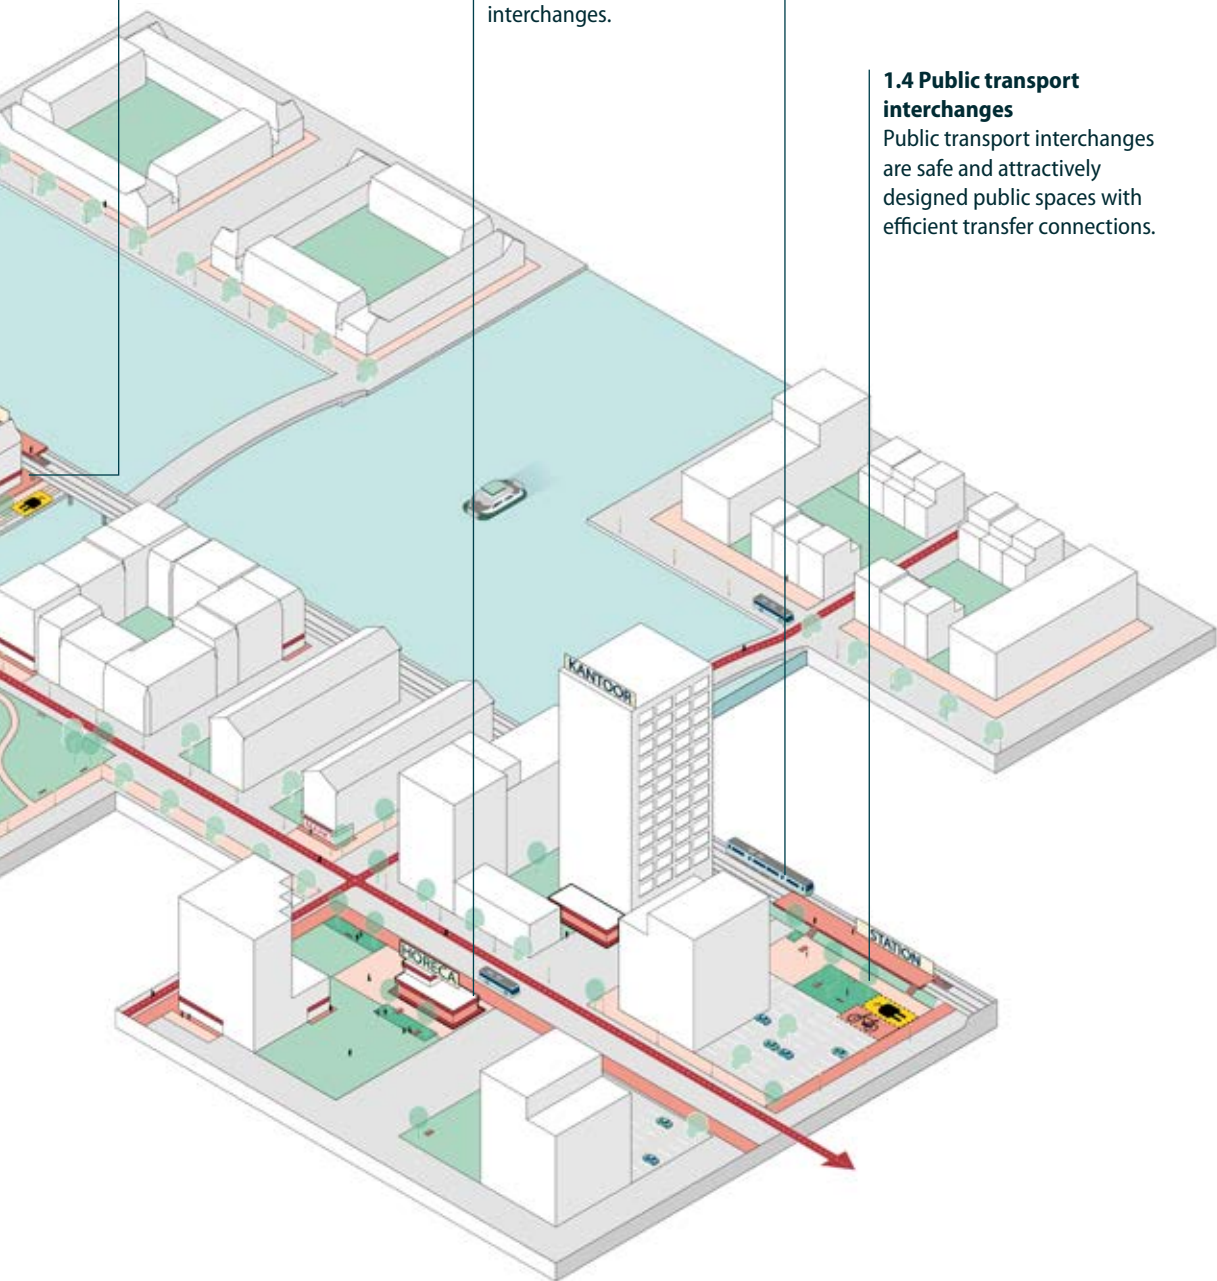 interchanges.
1.4 Public transport
interchanges
Public transport interchanges
are safe and attractively
designed public spaces with
efficient transfer connections.
KANTOOR
STATION
HORECA